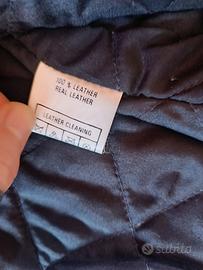 100 % LEATHER
REAL LEATHER
LEATHER CLEANING
subito